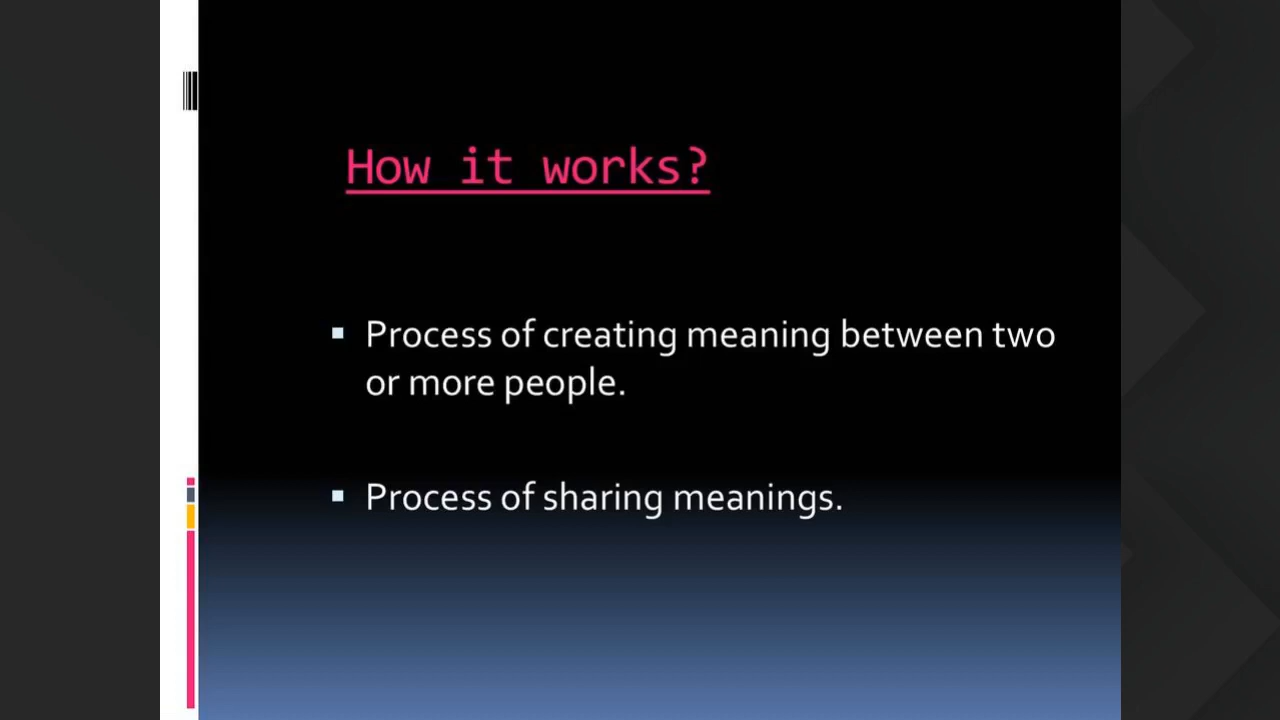 How it works?
Process of creating meaning between two
or more people.
Process of sharing meanings.